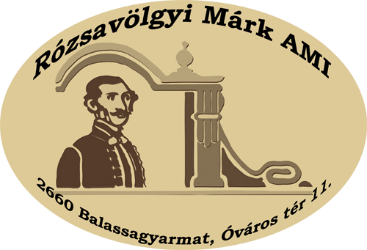 Rózsavölgyi Márk AMI
2660 Balassagyarmat, Óváros tér 11.